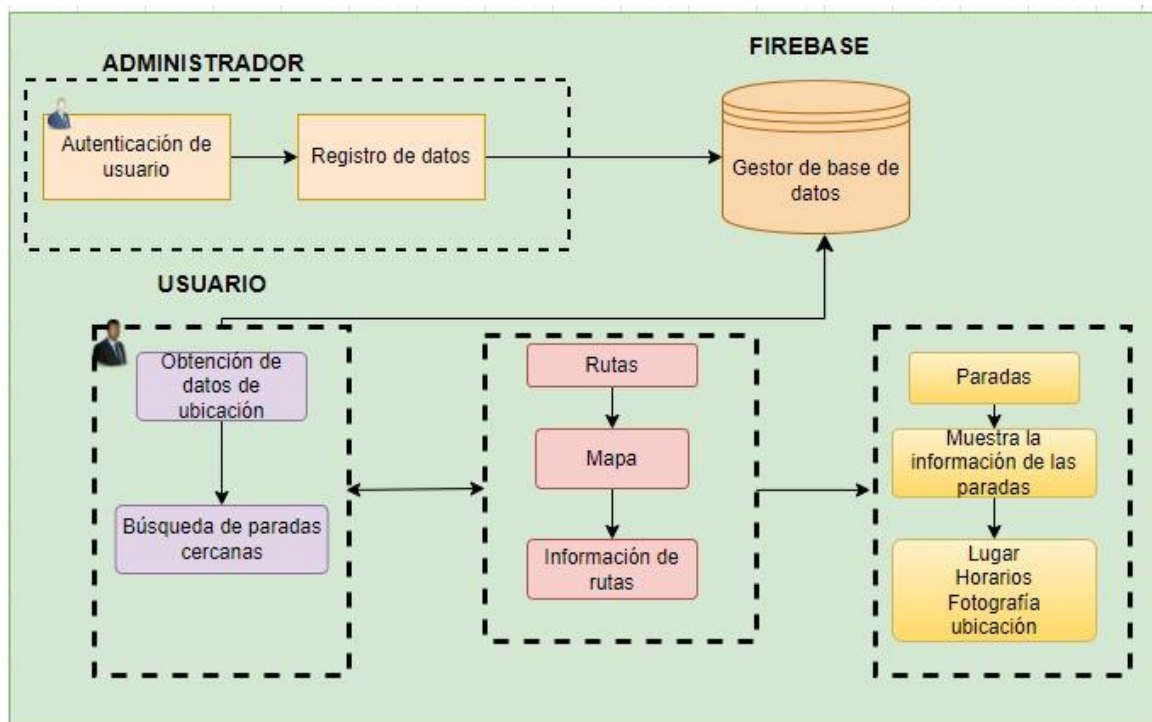 ADMINISTRADOR
FIREBASE
Autenticación de
usuario
Registro de datos
Gestor de base de
datos
USUARIO
Obtención de
datos de
ubicación
Búsqueda de paradas
cercanas
Rutas
Mapa
Información de
rutas
Paradas
Muestra la
información de las
paradas
Lugar
Horarios
Fotografía
ubicación